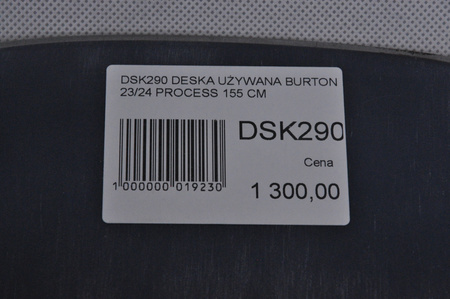 DSK290 DESKA UŻYWANA BURTON
23/24 PROCESS 155 CM
DSK290
Cena
1 300,00
1 000000 019230